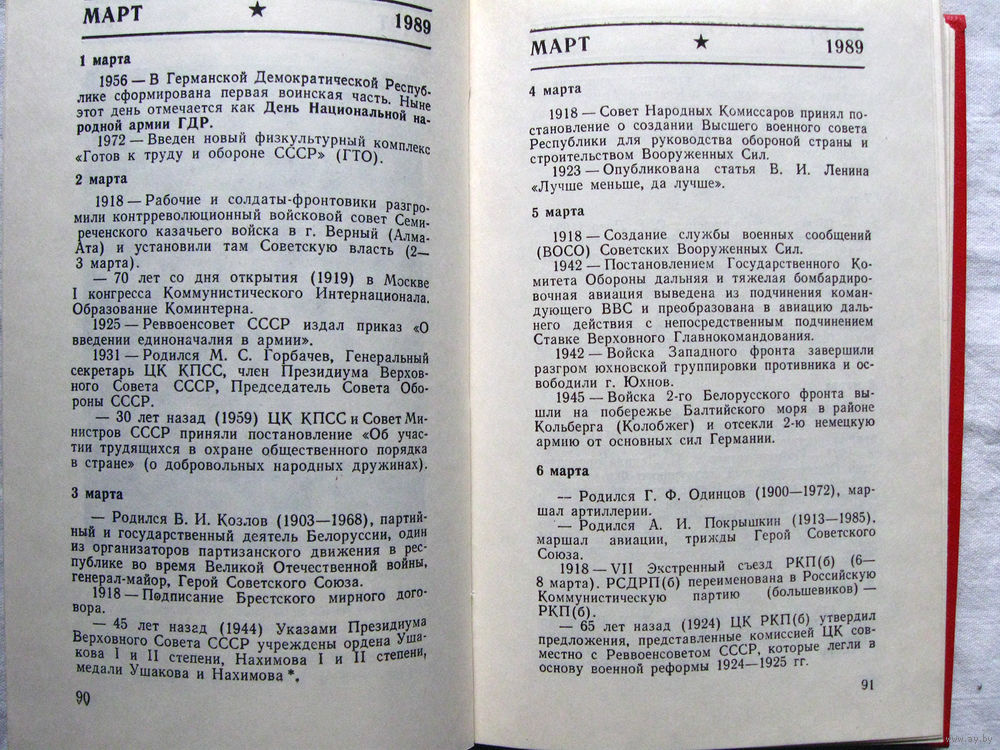 МАРТ ★ 1989
1 марта
1956 — В Германской Демократической Респуб-
лике сформирована первая воинская часть. Ныне
этот день отмечается как День Национальной на-
родной армии ГДР.
1972 — Введен новый физкультурный комплекс
«Готов к труду и обороне СССР» (ГТО).
2 марта
1918 — Рабочие и солдаты-фронтовики разгро-
мили контрреволюционный войсковой совет Семи-
реченского казачьего войска в г. Верный (Алма-
Ата) и установили там Советскую власть (2—
3 марта).
— 70 лет со дня открытия (1919) в Москве
I конгресса Коммунистического Интернационала.
Образование Коминтерна.
1925 — Реввоенсовет СССР издал приказ «О
введении единоначалия в армии».
1931 — Родился М. С. Горбачев, Генеральный
секретарь ЦК КПСС, член Президиума Верхов-
ного Совета СССР, Председатель Совета Обо-
роны СССР.
— 30 лет назад (1959) ЦК КПСС и Совет Ми-
нистров СССР приняли постановление «Об учас-
тии трудящихся в охране общественного порядка
в стране» (о добровольных народных дружинах).
3 марта
— Родился В. И. Козлов (1903—1968), партий-
ный и государственный деятель Белоруссии, один
из организаторов партизанского движения в рес-
публике во время Великой Отечественной войны,
генерал-майор, Герой Советского Союза.
1918 — Подписание Брестского мирного дого-
вора.
— 45 лет назад (1944) Указами Президиума
Верховного Совета СССР учреждены ордена Уша-
кова I и II степени, Нахимова I и II степени,
медали Ушакова и Нахимова *.
90
МАРТ ★ 1989
4 марта
1918 — Совет Народных Комиссаров принял по-
становление о создании Высшего военного совета
Республики для руководства обороной страны и
строительством Вооруженных Сил.
1923 — Опубликована статья В. И. Ленина
«Лучше меньше, да лучше».
5 марта
1918 — Создание службы военных сообщений
(ВОСО) Советских Вооруженных Сил.
1942 — Постановлением Государственного Ко-
митета Обороны дальняя и тяжелая бомбардиро-
вочная авиация выведена из подчинения коман-
дующего ВВС и преобразована в авиацию даль-
него действия с непосредственным подчинением
Ставке Верховного Главнокомандования.
1942 — Войска Западного фронта завершили
разгром юхновской группировки противника и ос-
вободили г. Юхнов.
1945 — Войска 2-го Белорусского фронта вы-
шли на побережье Балтийского моря в районе
Кольберга (Колобжег) и отсекли 2-ю немецкую
армию от основных сил Германии.
6 марта
— Родился Г. Ф. Одинцов (1900—1972), мар-
шал артиллерии.
— Родился А. И. Покрышкин (1913—1985),
маршал авиации, трижды Герой Советского
Союза.
1918 — VII Экстренный съезд РКП(б) (6—
8 марта). РСДРП(б) переименована в Российскую
Коммунистическую партию (большевиков) —
РКП(б).
— 65 лет назад (1924) ЦК РКП(б) утвердил
предложения, представленные комиссией ЦК сов-
местно с Реввоенсоветом СССР, которые легли в
основу военной реформы 1924—1925 гг.
91
www.ay.by